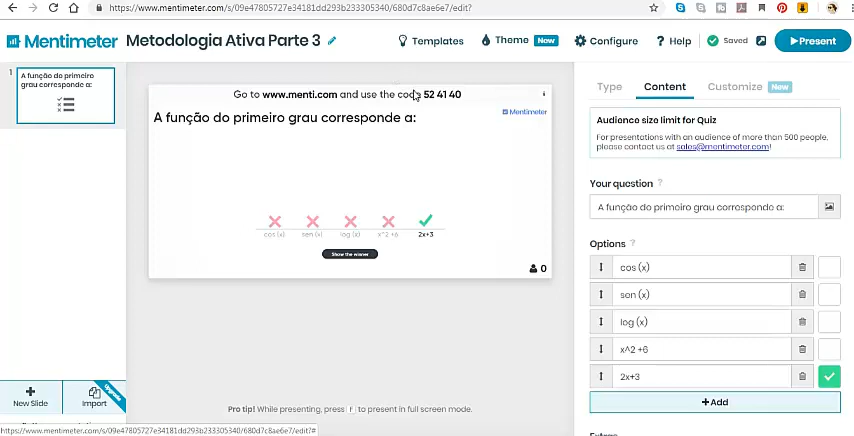 https://www.mentimeter.com/s/09e47805727e34181dd293b233305340/680d7c8ae6e7/edit?
Mentimeter
Metodologia Ativa Parte 3
Templates
Theme New
Configure
Help
Saved
Present
1
A função do primeiro grau corresponde a:
Go to www.menti.com and use the code 52 41 40
A função do primeiro grau corresponde a:
Mentimeter
cos (x)
sen (x)
log (x)
x^2 +6
2x+3
Show the winner
0
Type
Content
Customize New
Audience size limit for Quiz
For presentations with an audience of more than 500 people,
please contact us at sales@mentimeter.com!
Your question ?
A função do primeiro grau corresponde a:
Options ?
cos (x)
sen (x)
log (x)
x^2 +6
2x+3
+Add
Extras
New Slide
Import
Upgrade
Pro tip! While presenting, press F to present in full screen mode.
https://www.mentimeter.com/s/09e47805727e34181dd293b233305340/680d7c8ae6e7/edit?#